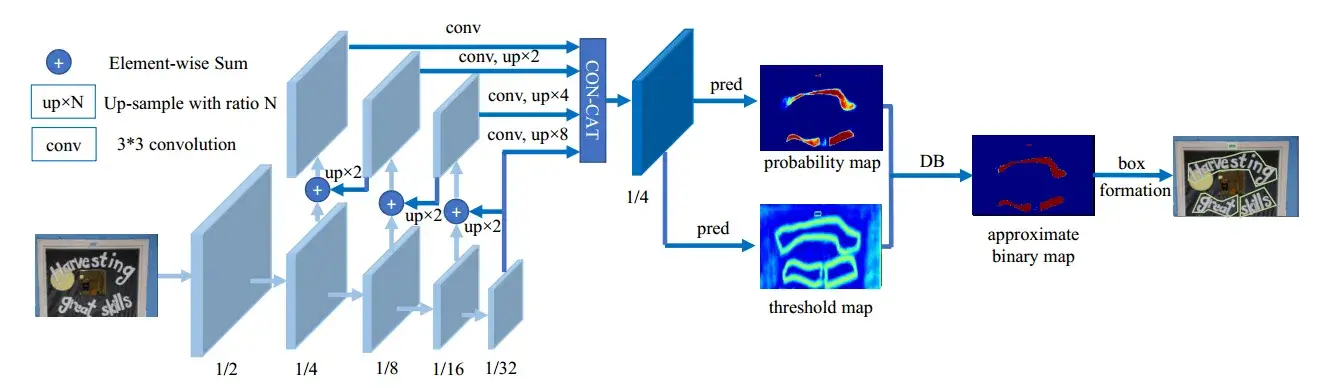 Element-wise Sum
up×N
Up-sample with ratio N
conv
3*3 convolution
conv
conv, up×2
conv, up×4
conv, up×8
CON-CAT
up×2
up×2
up×2
1/2
1/4
1/8
1/16
1/32
Harvesting
great skills
1/4
pred
probability map
pred
threshold map
DB
approximate
binary map
box
formation
Harvesting
great skills